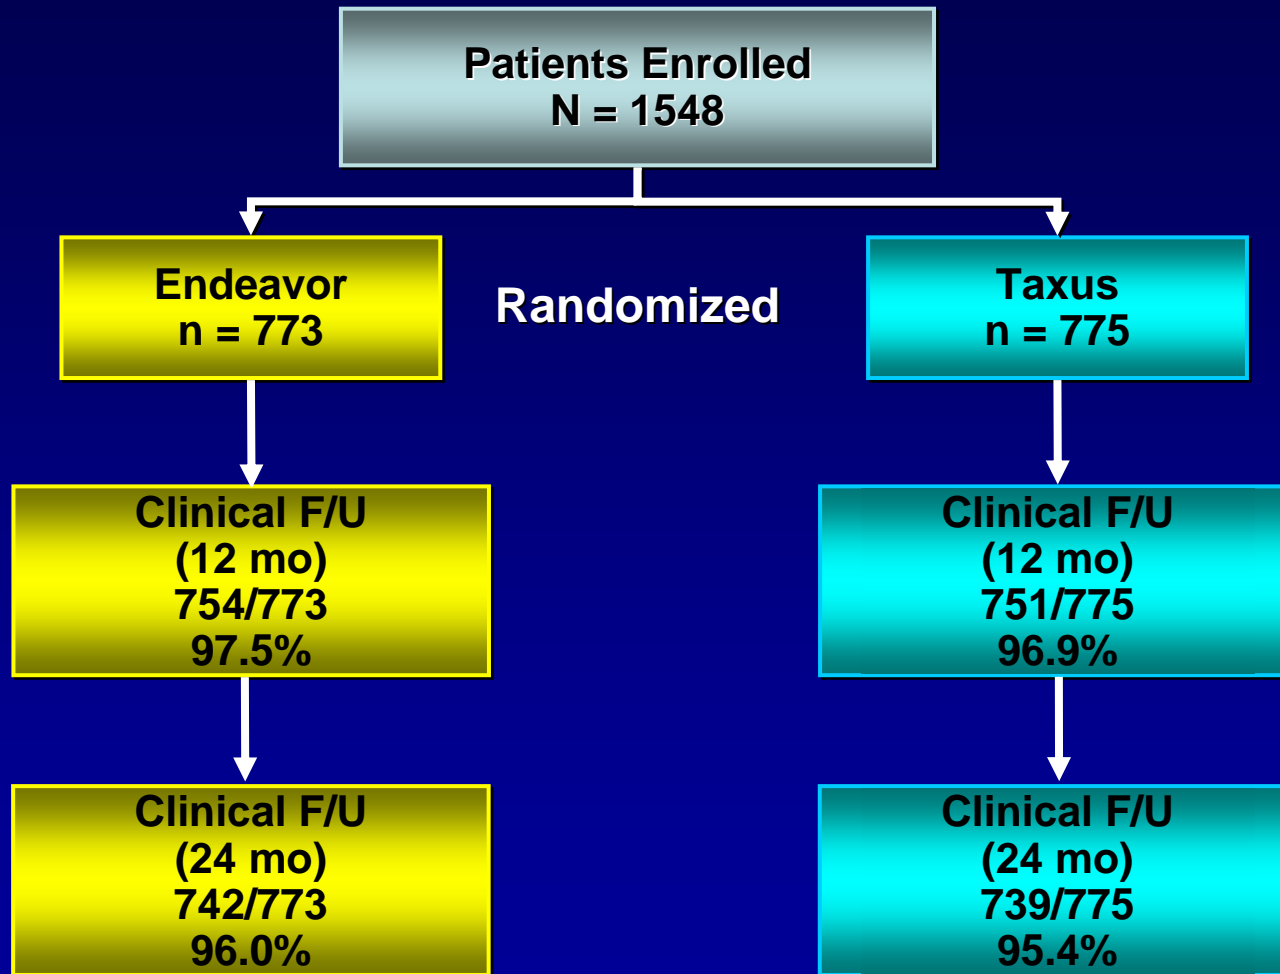 Patients Enrolled
N = 1548
Endeavor
n = 773
Randomized
Taxus
n = 775
Clinical F/U
(12 mo)
754/773
97.5%
Clinical F/U
(12 mo)
751/775
96.9%
Clinical F/U
(24 mo)
742/773
96.0%
Clinical F/U
(24 mo)
739/775
95.4%